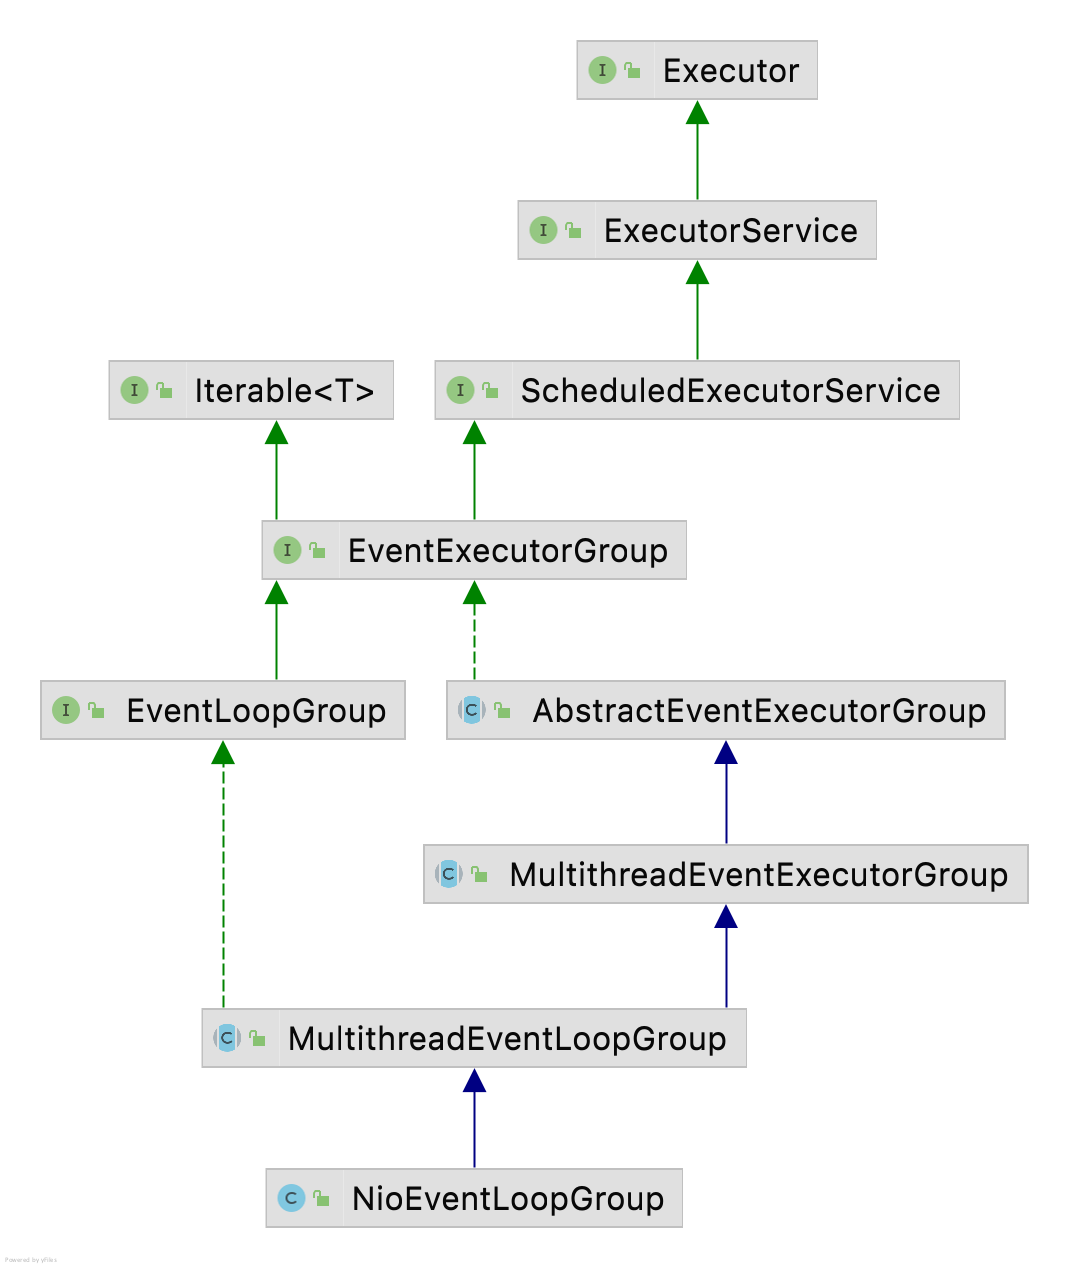 I Executor
I ExecutorService
I Iterable<T>
I ScheduledExecutorService
I EventExecutorGroup
I EventLoopGroup
C AbstractEventExecutorGroup
C MultithreadEventExecutorGroup
C MultithreadEventLoopGroup
C NioEventLoopGroup
Powered by yFiles